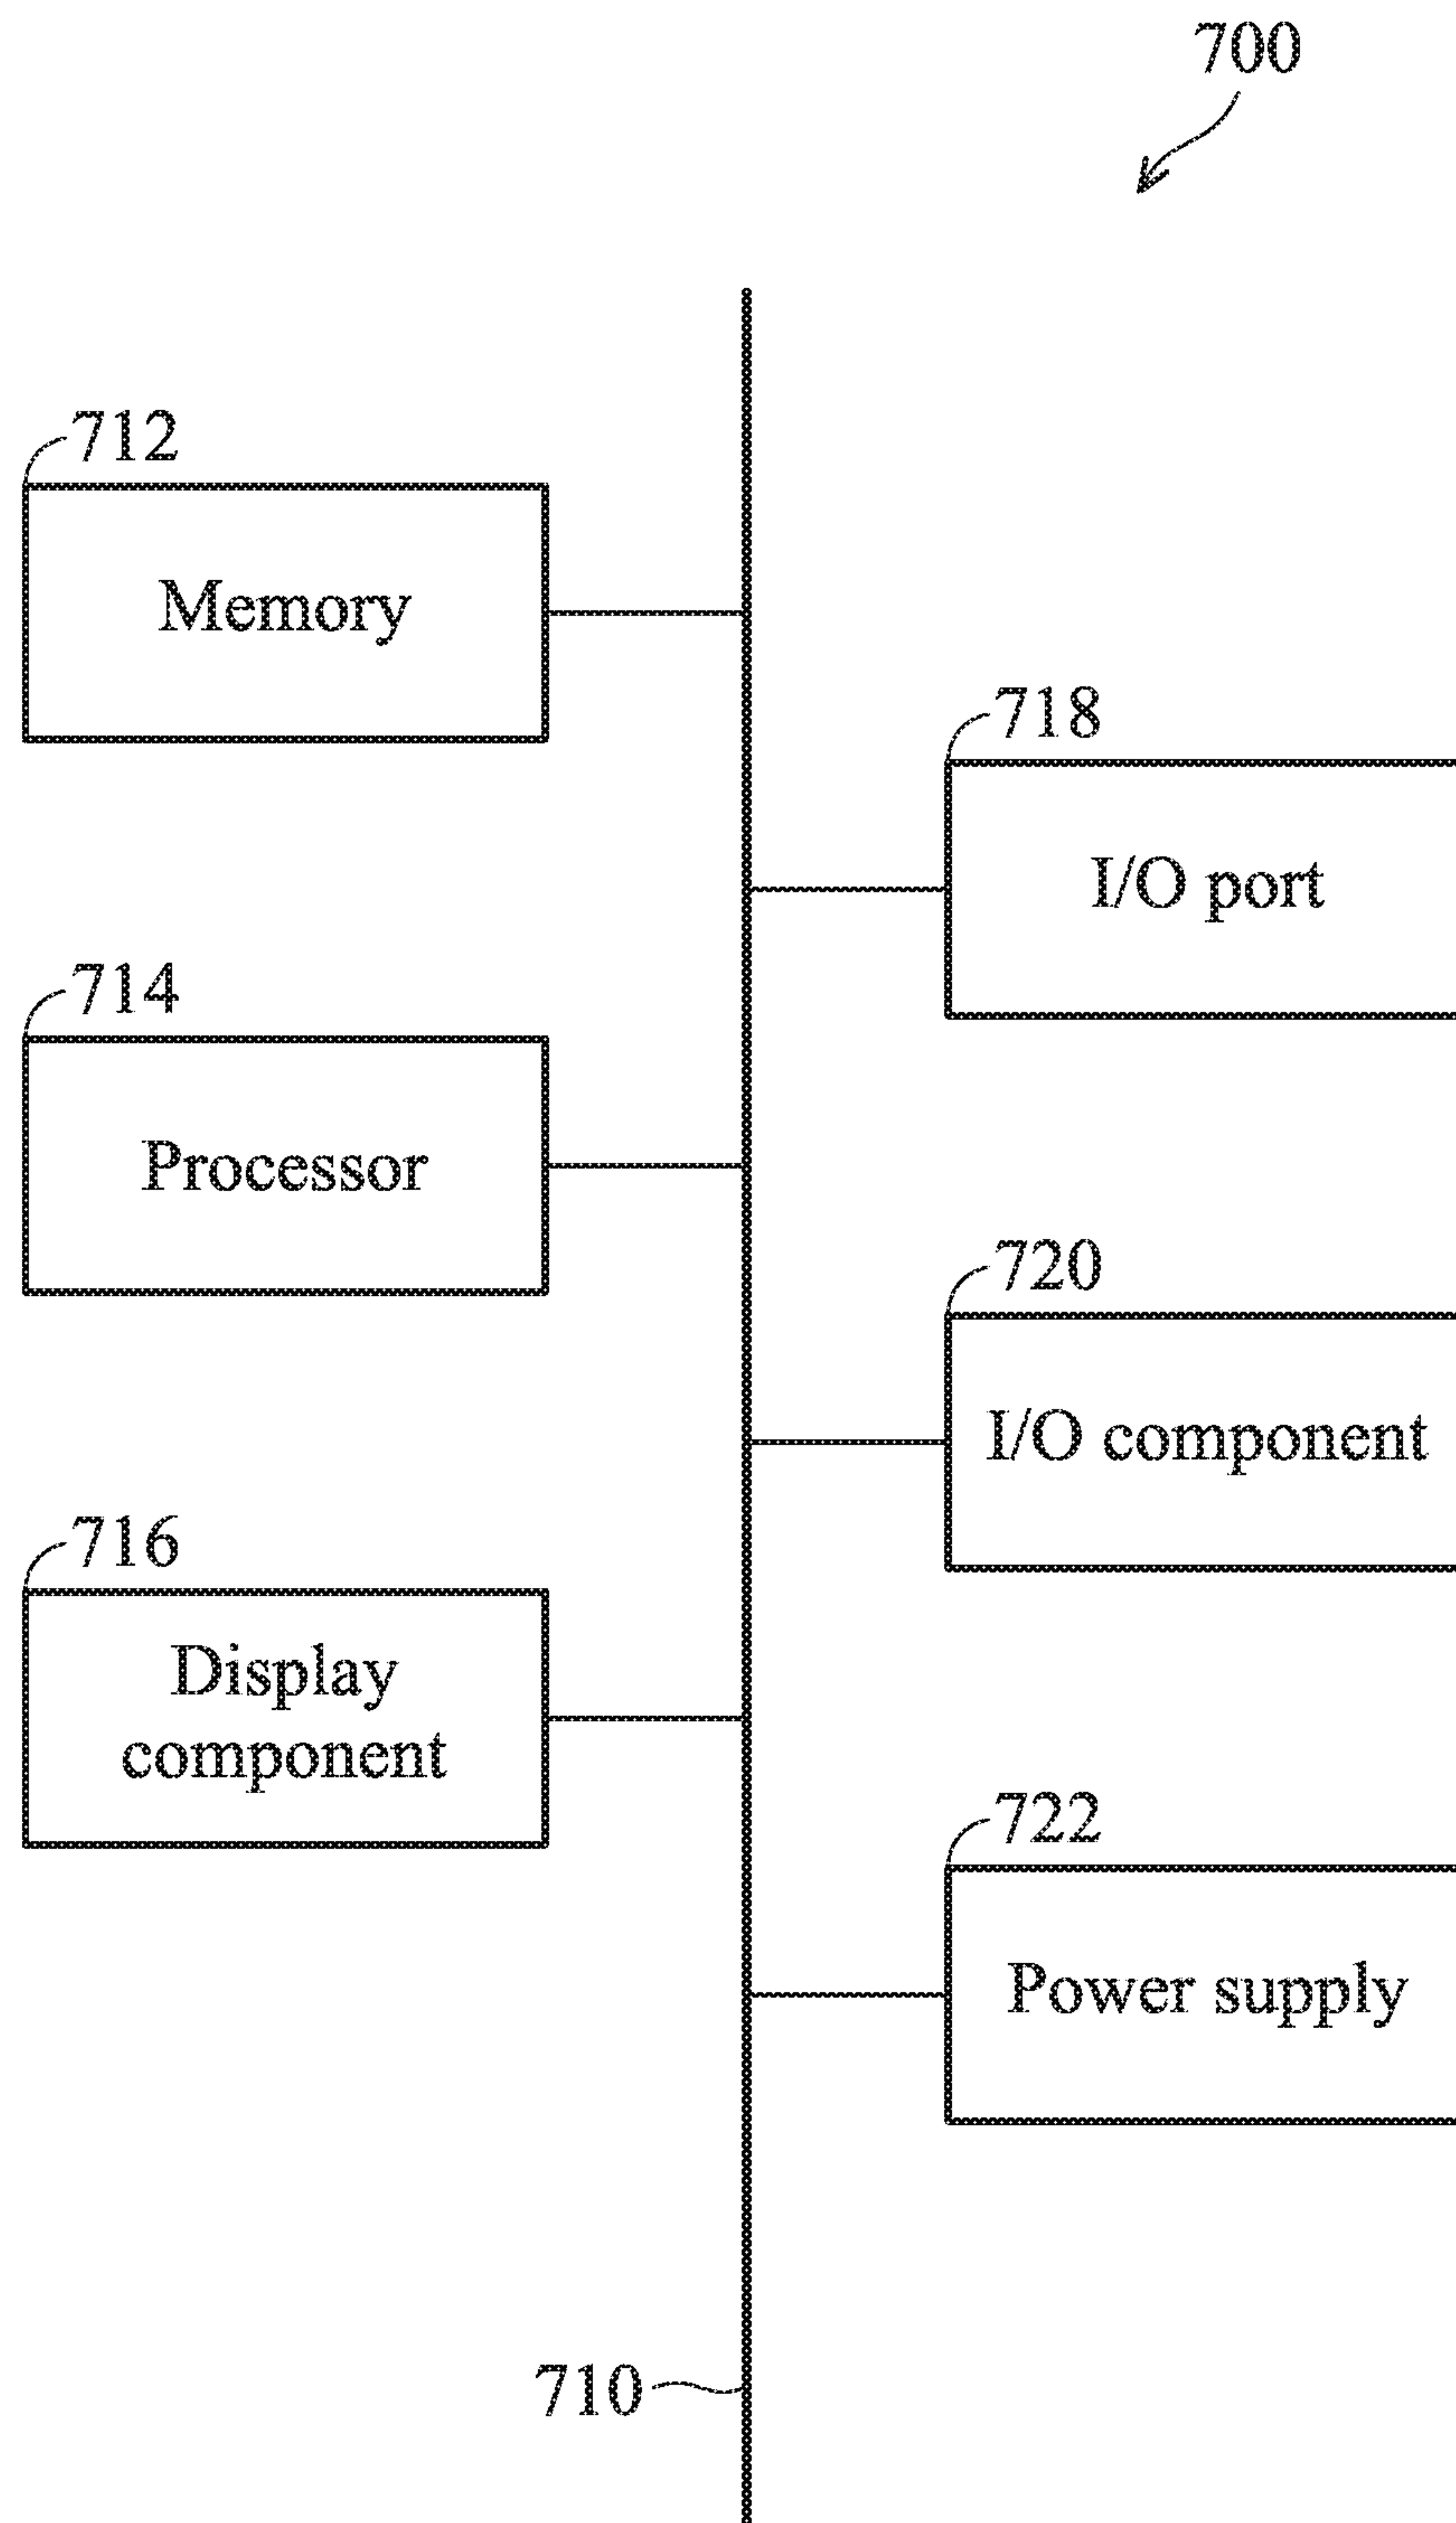 700
712
Memory
718
I/O port
714
Processor
720
I/O component
716
Display
component
722
Power supply
710